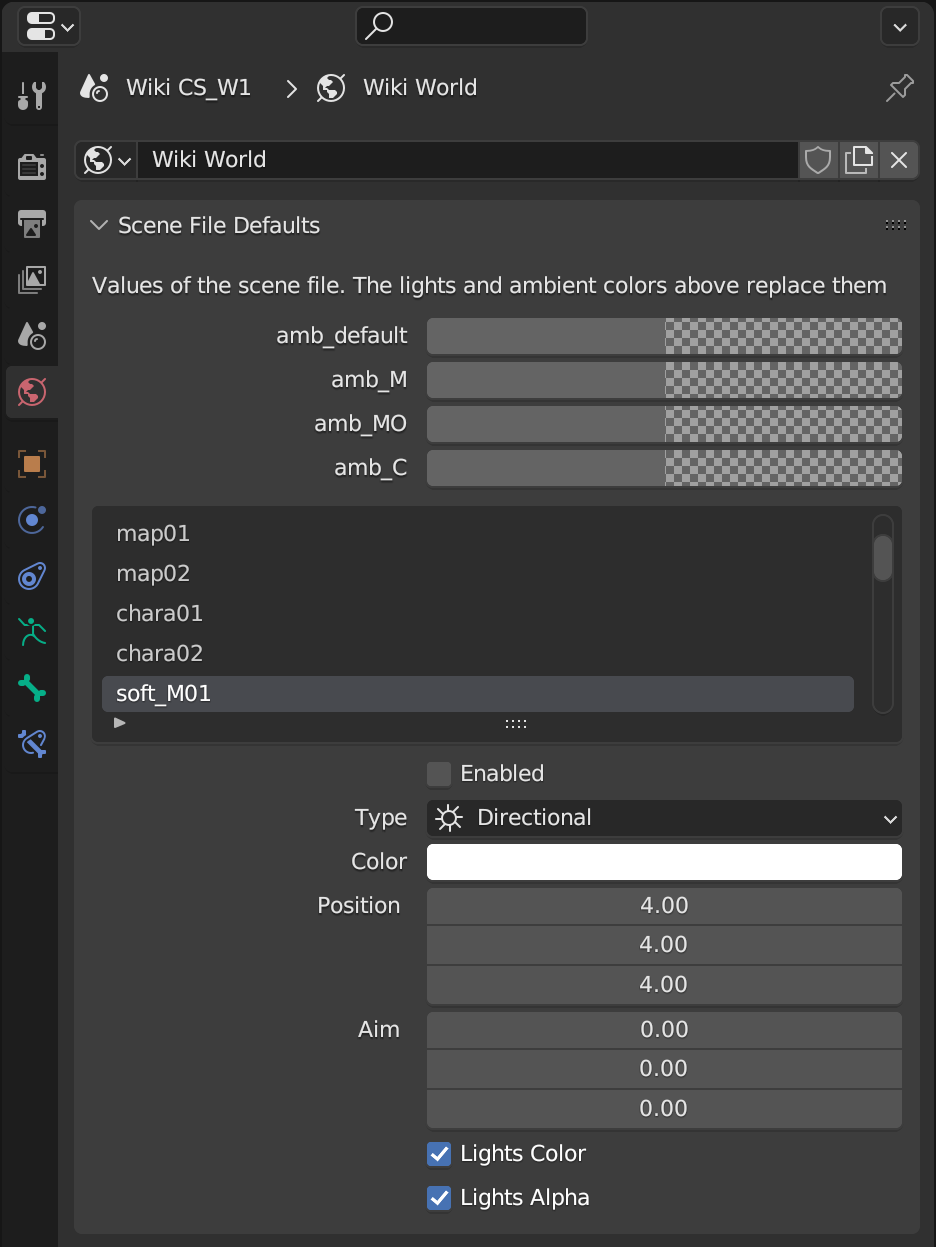 Wiki CS_W1 > Wiki World
Wiki World
Scene File Defaults
Values of the scene file. The lights and ambient colors above replace them
amb_default
amb_M
amb_MO
amb_C
map01
map02
chara01
chara02
soft_M01
Enabled
Type Directional
Color
Position 4.00
4.00
4.00
Aim 0.00
0.00
0.00
Lights Color
Lights Alpha